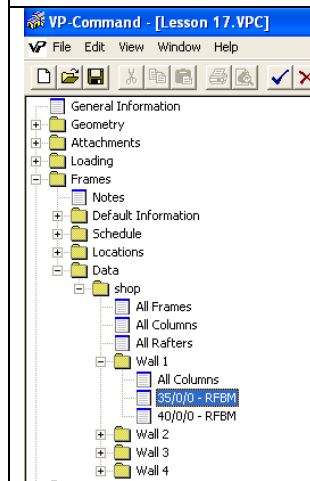 VP-Command - [Lesson 17.VPC]
VP File Edit View Window Help
General Information
Geometry
Attachments
Loading
Frames
Notes
Default Information
Schedule
Locations
Data
shop
All Frames
All Columns
All Rafters
Wall 1
All Columns
35/0/0 - RFBM
40/0/0 - RFBM
Wall 2
Wall 3
Wall 4